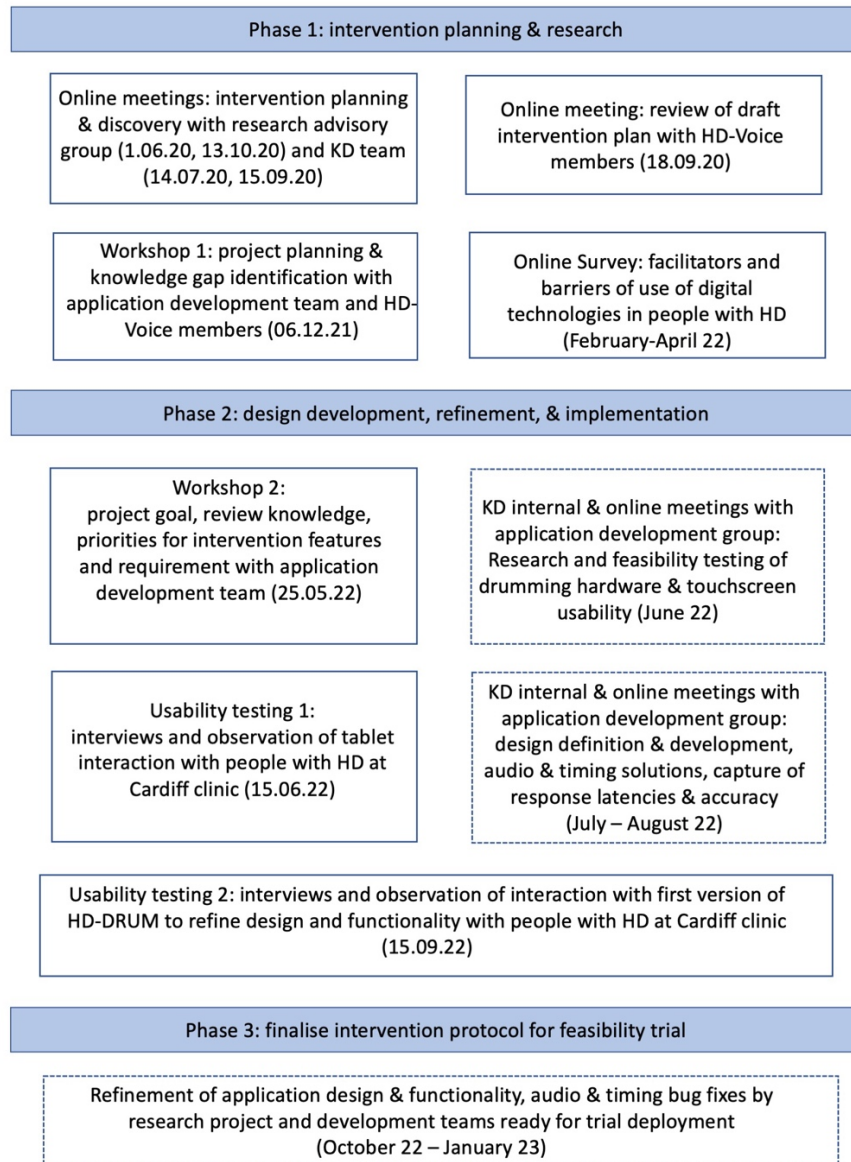 Phase 1: intervention planning & research
Online meetings: intervention planning
& discovery with research advisory
group (1.06.20, 13.10.20) and KD team
(14.07.20, 15.09.20)
Online meeting: review of draft
intervention plan with HD-Voice
members (18.09.20)
Workshop 1: project planning &
knowledge gap identification with
application development team and HD-
Voice members (06.12.21)
Online Survey: facilitators and
barriers of use of digital
technologies in people with HD
(February-April 22)
Phase 2: design development, refinement, & implementation
Workshop 2:
project goal, review knowledge,
priorities for intervention features
and requirement with application
development team (25.05.22)
KD internal & online meetings with
application development group:
Research and feasibility testing of
drumming hardware & touchscreen
usability (June 22)
Usability testing 1:
interviews and observation of tablet
interaction with people with HD at
Cardiff clinic (15.06.22)
KD internal & online meetings with
application development group:
design definition & development,
audio & timing solutions, capture of
response latencies & accuracy
(July – August 22)
Usability testing 2: interviews and observation of interaction with first version of
HD-DRUM to refine design and functionality with people with HD at Cardiff clinic
(15.09.22)
Phase 3: finalise intervention protocol for feasibility trial
Refinement of application design & functionality, audio & timing bug fixes by
research project and development teams ready for trial deployment
(October 22 – January 23)